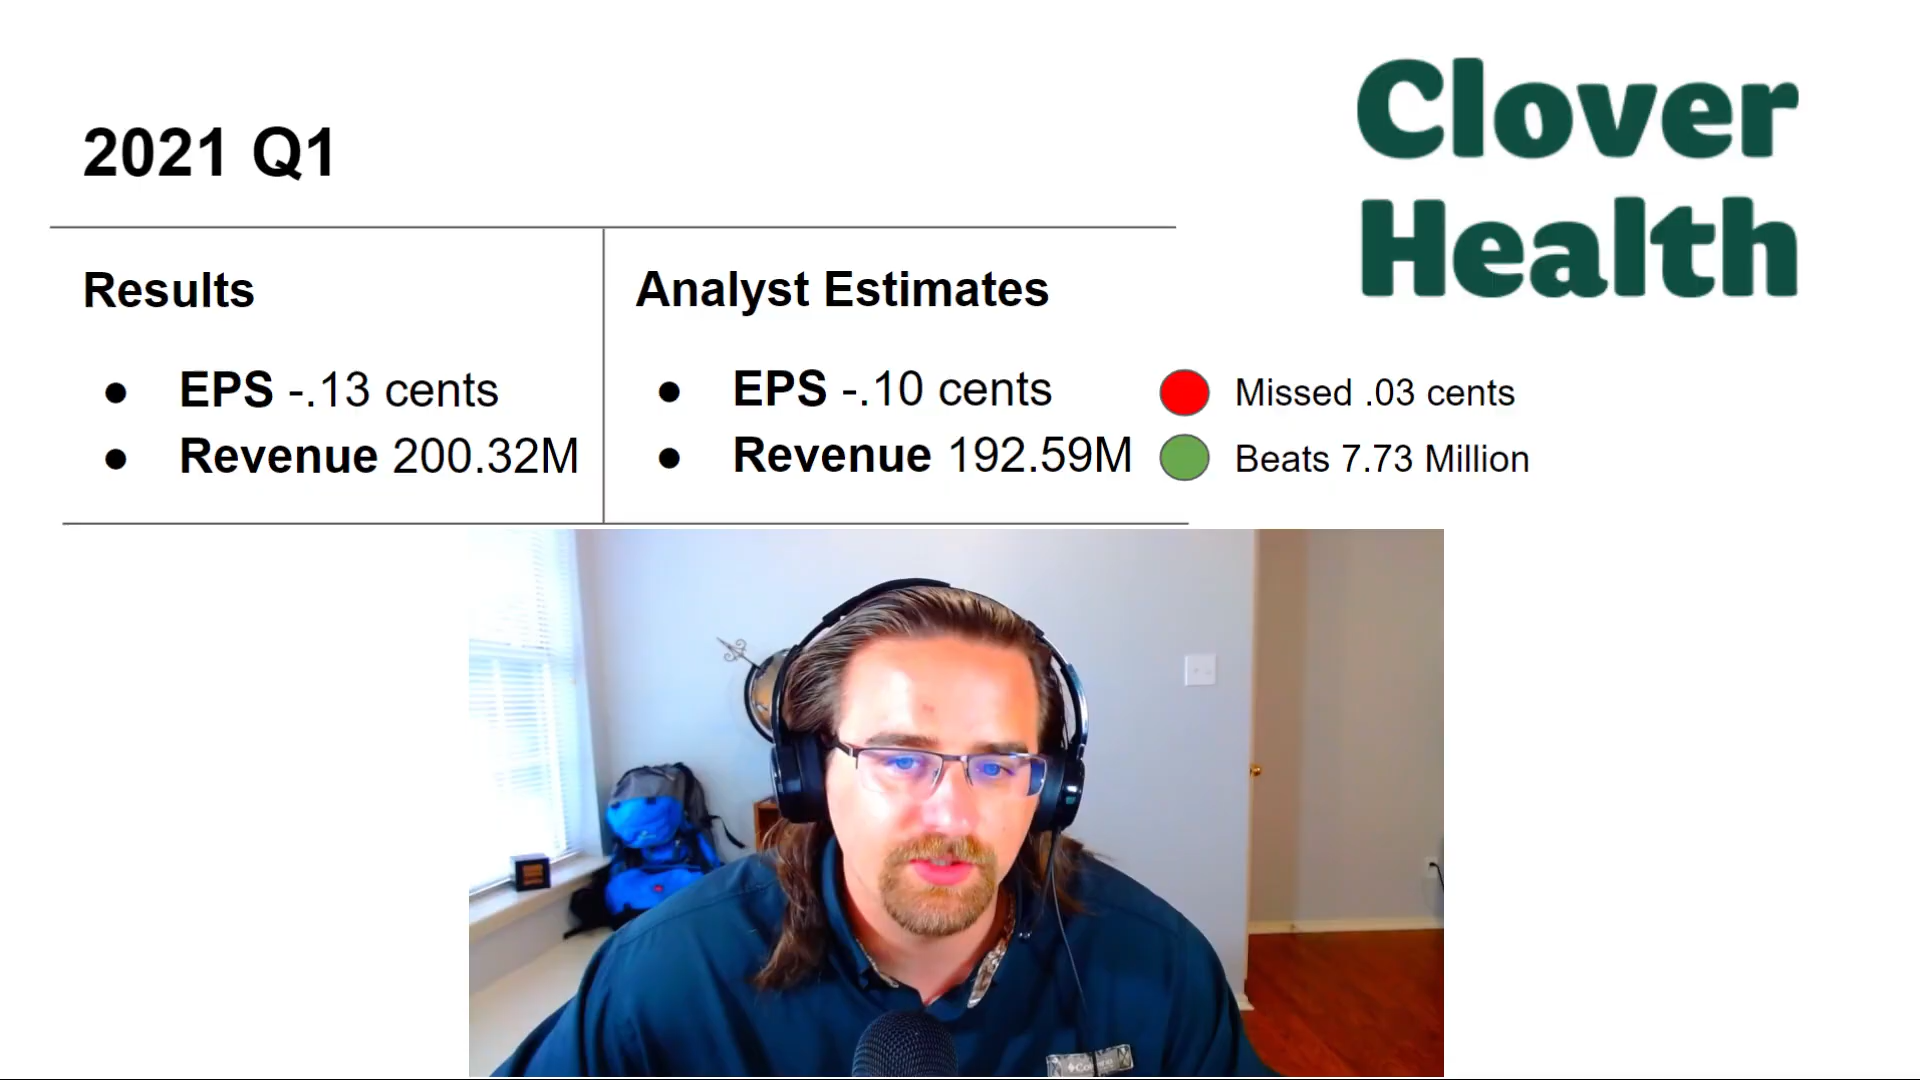 Clover
Health
2021 Q1
Results
Analyst Estimates
● EPS -.13 cents
● EPS -.10 cents
Missed .03 cents
● Revenue 200.32M
● Revenue 192.59M
Beats 7.73 Million
Columbia